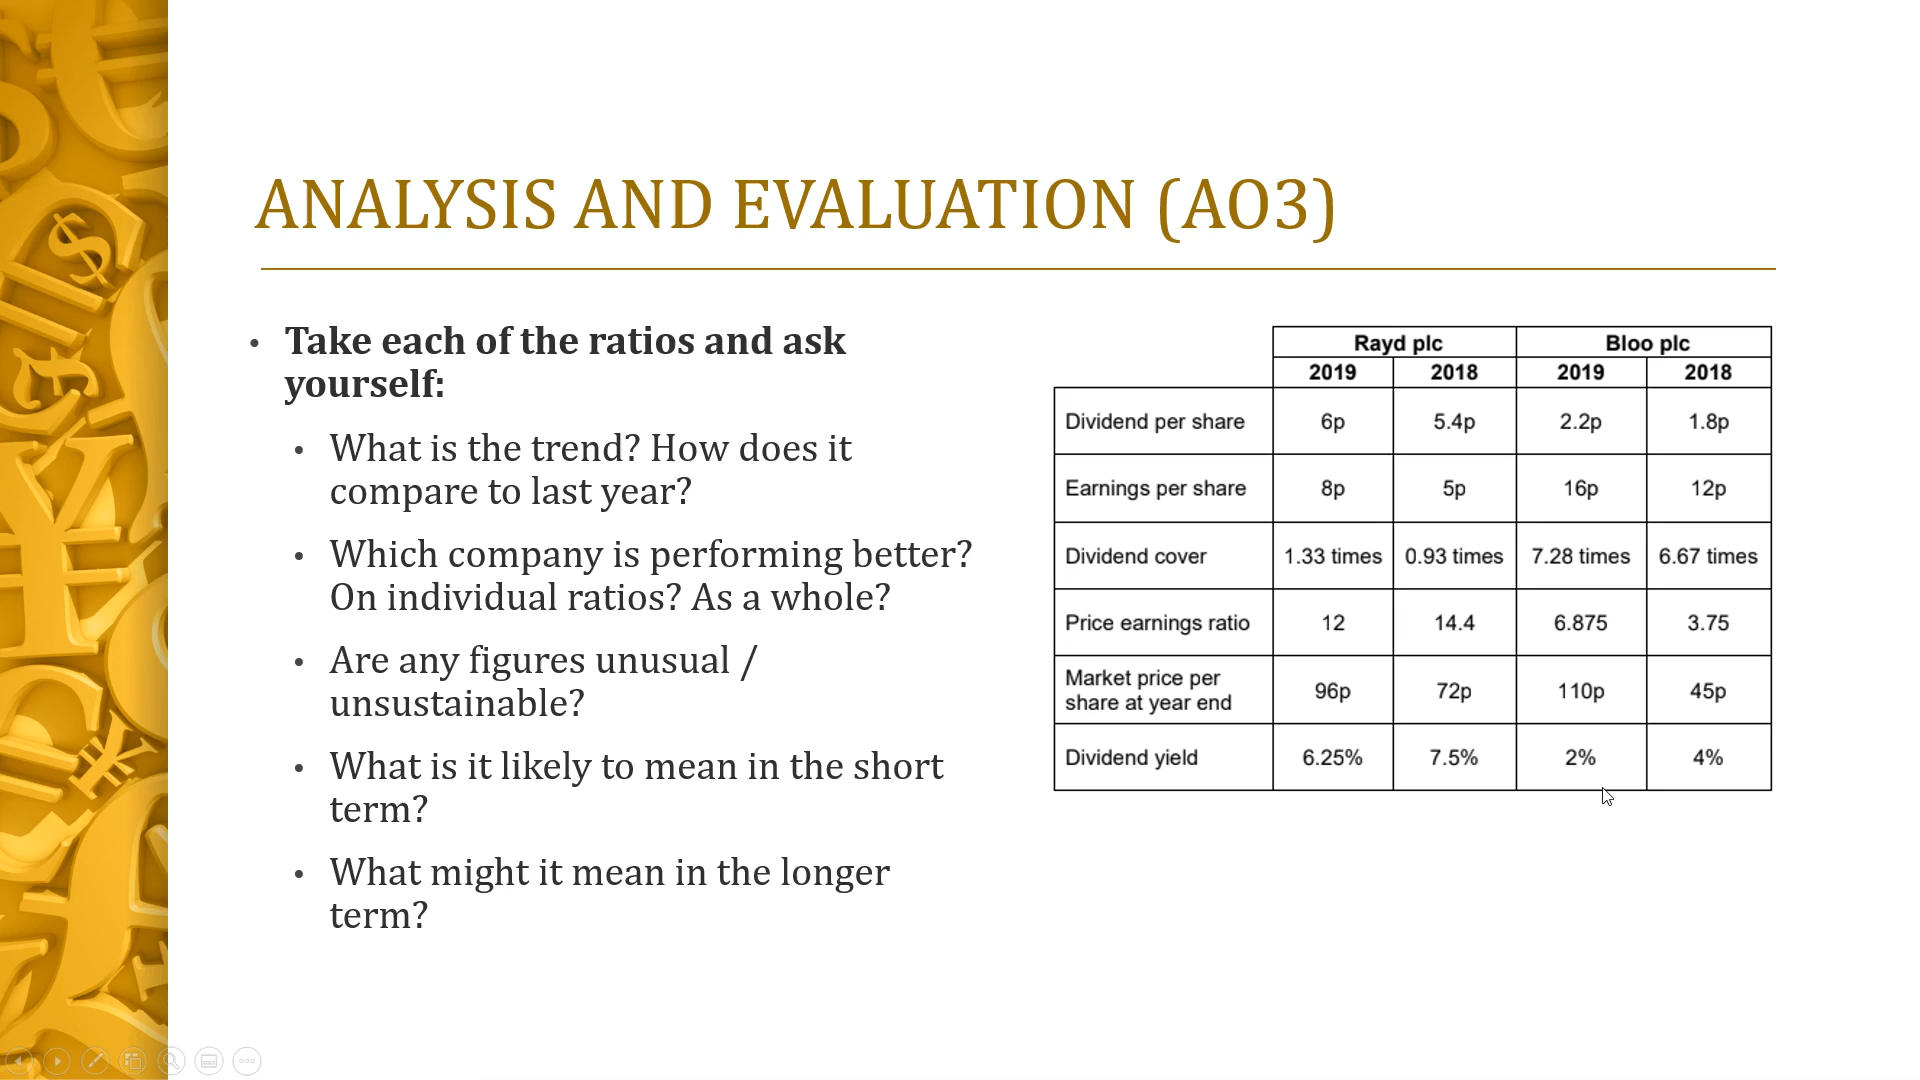 ANALYSIS AND EVALUATION (AO3)
• Take each of the ratios and ask
yourself:
• What is the trend? How does it
compare to last year?
• Which company is performing better?
On individual ratios? As a whole?
• Are any figures unusual /
unsustainable?
• What is it likely to mean in the short
term?
• What might it mean in the longer
term?
Rayd plc Bloo plc
2019 2018 2019 2018
Dividend per share 6p 5.4p 2.2p 1.8p
Earnings per share 8p 5p 16p 12p
Dividend cover 1.33 times 0.93 times 7.28 times 6.67 times
Price earnings ratio 12 14.4 6.875 3.75
Market price per
share at year end 96p 72p 110p 45p
Dividend yield 6.25% 7.5% 2% 4%